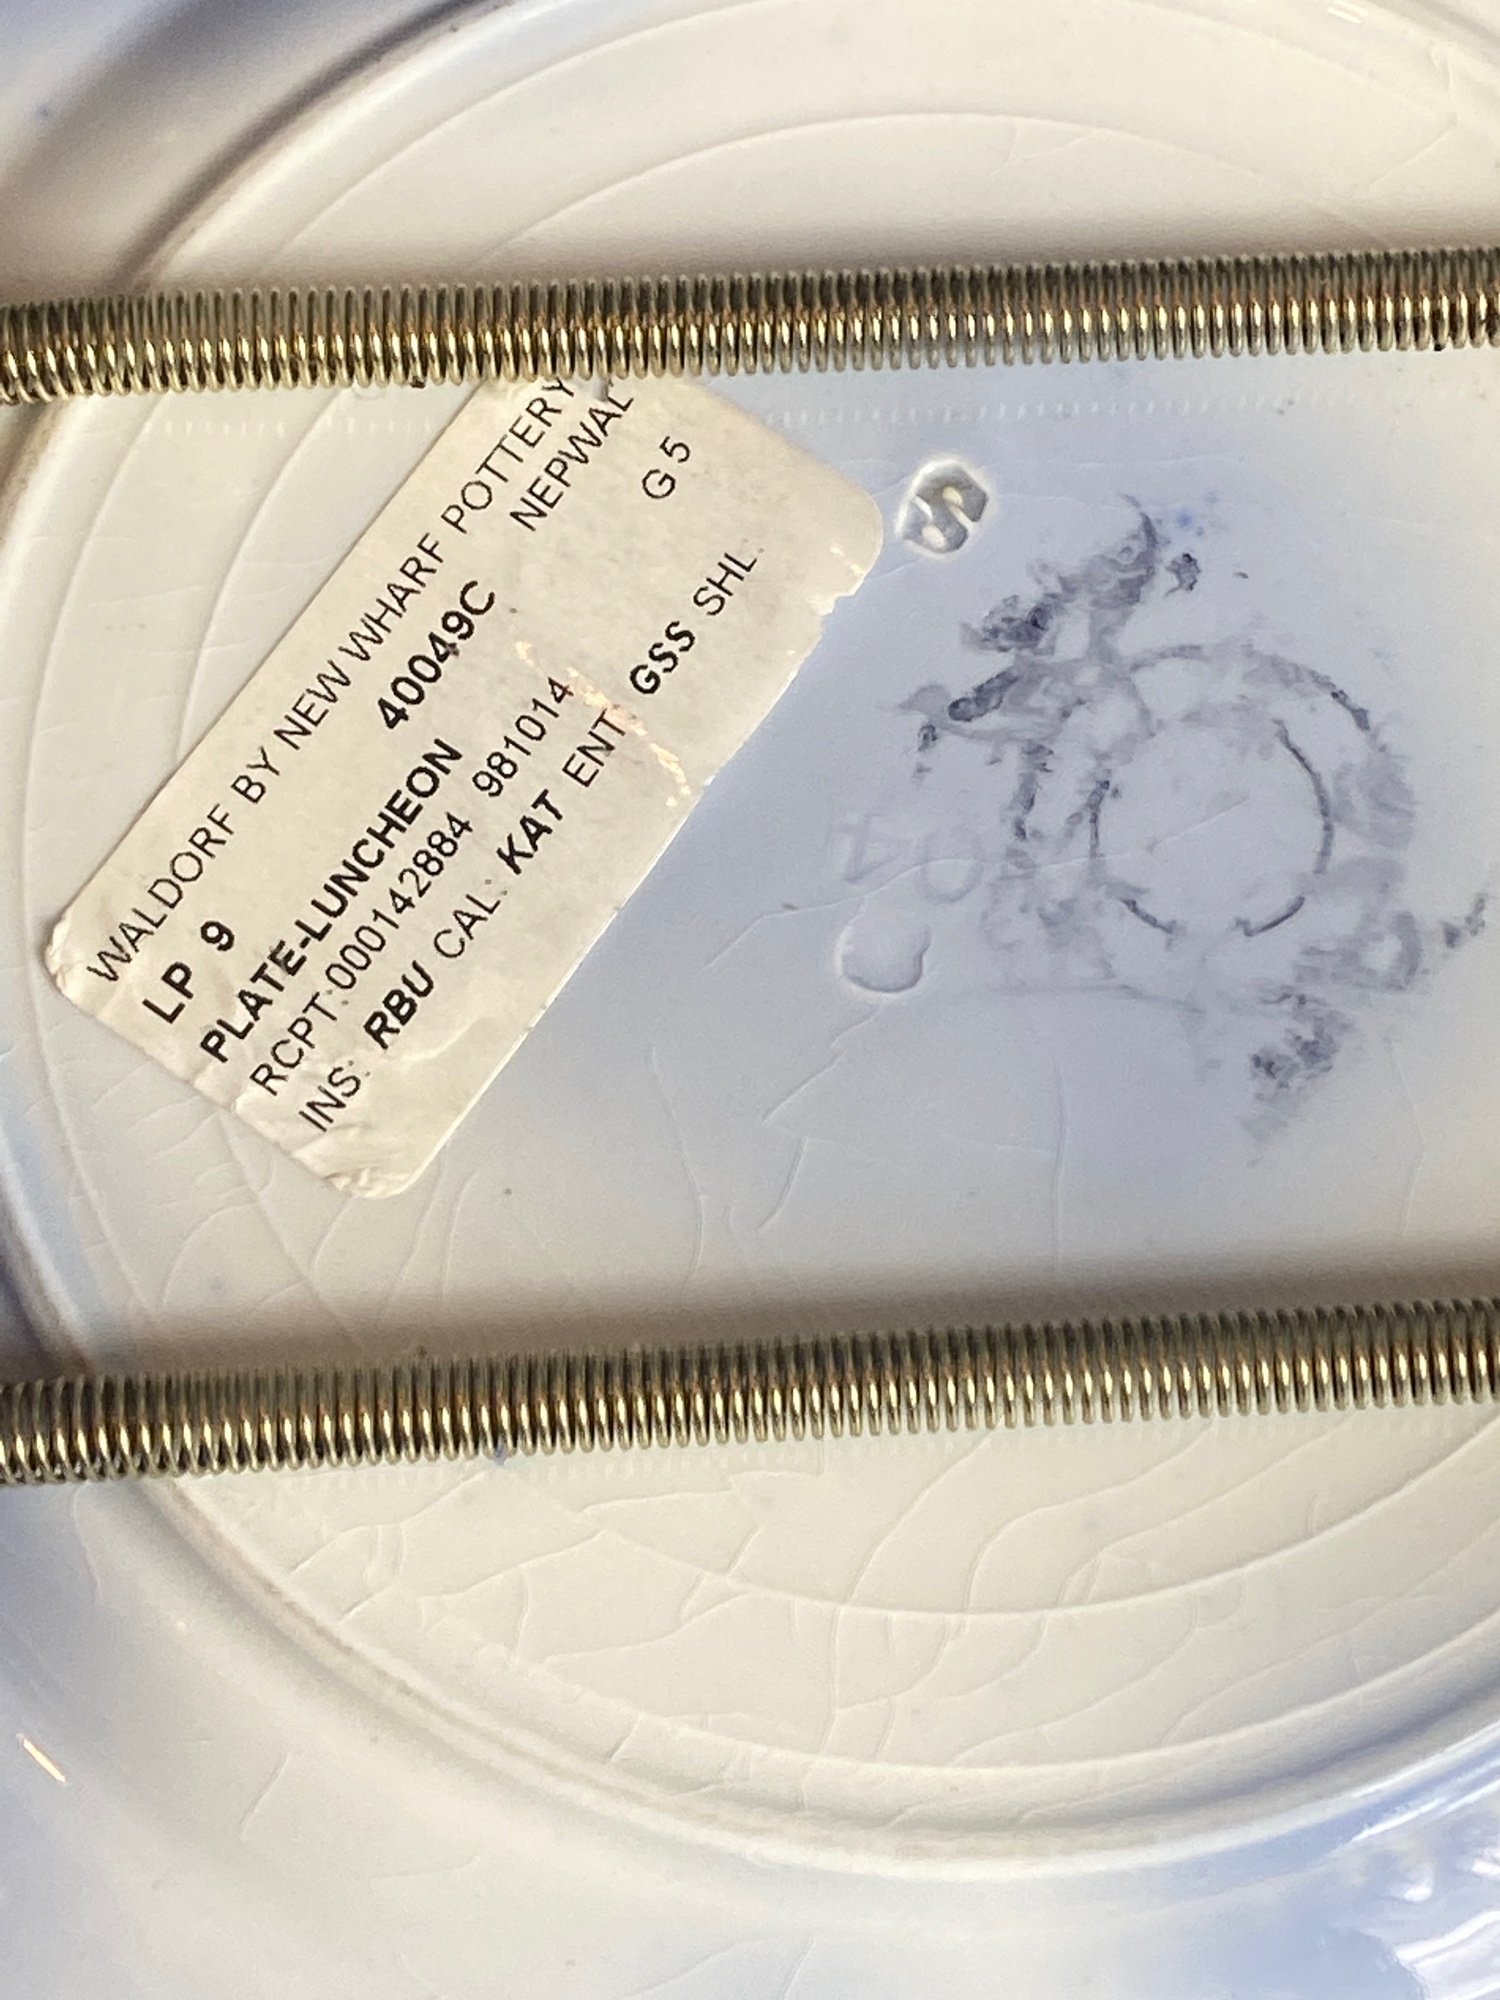 WALDORF BY NEW WHARF POTTERY
NEPWAL
LP 9 40049C G 5
PLATE-LUNCHEON
RCPT:000142884 981014
INS: RBU CAL: KAT ENT GSS SHL:
S